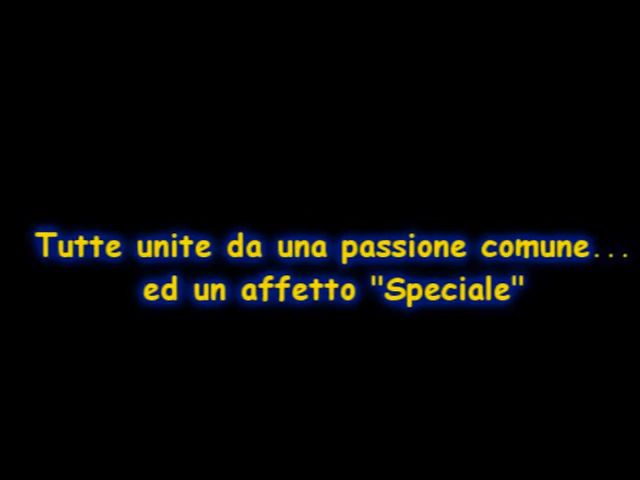 Tutte unite da una passione comune...
ed un affetto "Speciale"